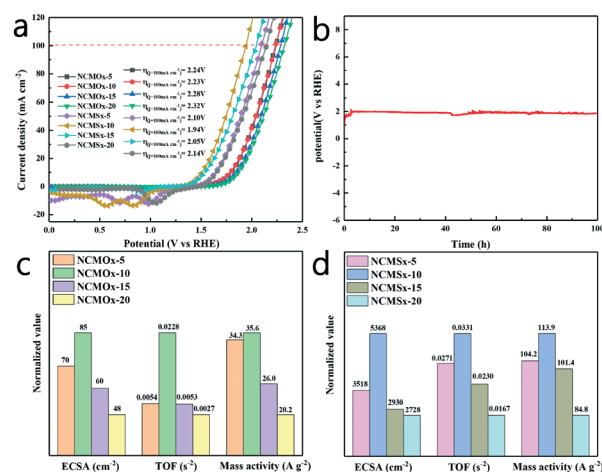 a
Current density (mA cm-2)
120
100
80
60
40
20
0
-20
NCMOx-5
NCMOx-10
NCMOx-15
NCMOx-20
NCMSx-5
NCMSx-10
NCMSx-15
NCMSx-20
η(J=100mA cm-2)= 2.24V
η(J=100mA cm-2)= 2.23V
η(J=100mA cm-2)= 2.28V
η(J=100mA cm-2)= 2.32V
η(J=100mA cm-2)= 2.10V
η(J=100mA cm-2)= 1.94V
η(J=100mA cm-2)= 2.05V
η(J=100mA cm-2)= 2.14V
0.0 0.5 1.0 1.5 2.0 2.5
Potential (V vs RHE)
b
potential(V vs RHE)
8
6
4
2
0
-2
-4
-6
0 20 40 60 80 100
Time (h)
c
Normalized value
NCMOx-5
NCMOx-10
NCMOx-15
NCMOx-20
70 85 60 48
0.0054 0.0228 0.0053 0.0027
34.3 35.6 26.0 20.2
ECSA (cm-2) TOF (s-2) Mass activity (A g-2)
d
Normalized value
NCMSx-5
NCMSx-10
NCMSx-15
NCMSx-20
3518 5368 2930 2728
0.0271 0.0331 0.0230 0.0167
104.2 113.9 101.4 84.8
ECSA (cm-2) TOF (s-2) Mass activity (A g-2)